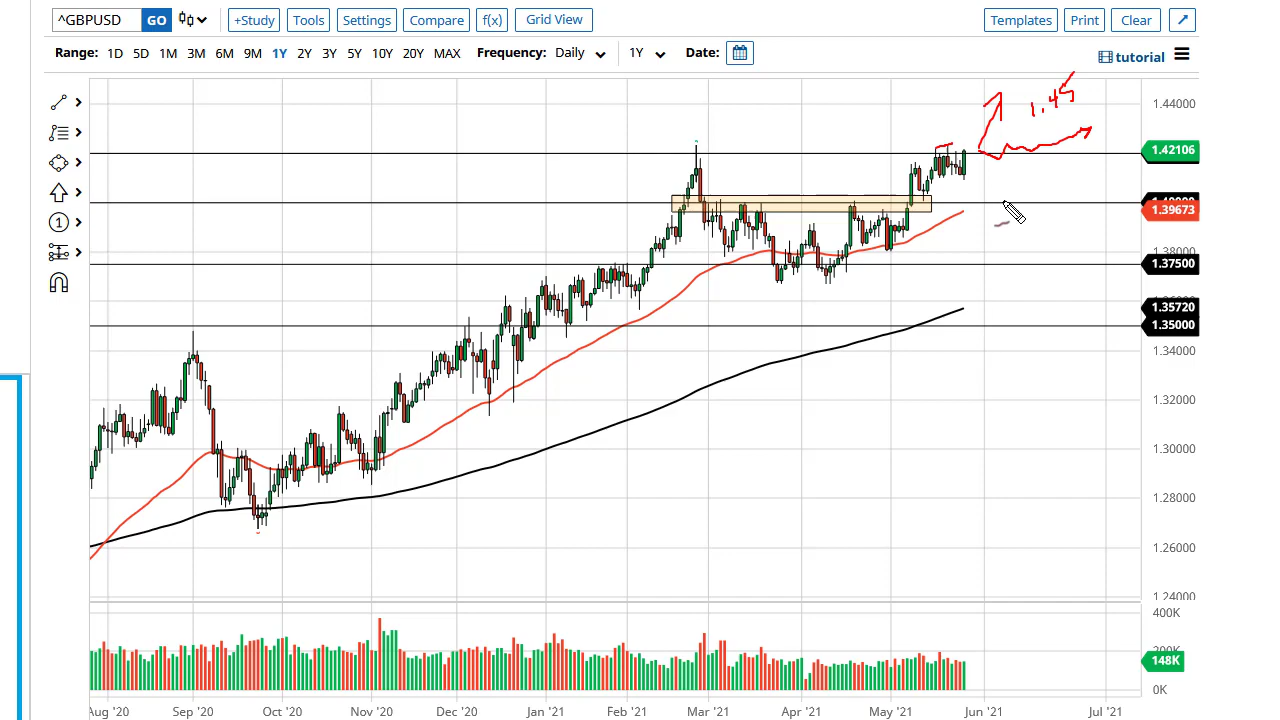 ^GBPUSD GO +Study Tools Settings Compare f(x) Grid View Templates Print Clear
Range: 1D 5D 1M 3M 6M 9M 1Y 2Y 3Y 5Y 10Y 20Y MAX Frequency: Daily 1Y Date: tutorial
1.45
1.44000
1.42106
1.39673
1.38000
1.37500
1.35720
1.35000
1.34000
1.32000
1.30000
1.28000
1.26000
1.24000
400K
200K
148K
0K
1
Aug '20 Sep '20 Oct '20 Nov '20 Dec '20 Jan '21 Feb '21 Mar '21 Apr '21 May '21 Jun '21 Jul '21